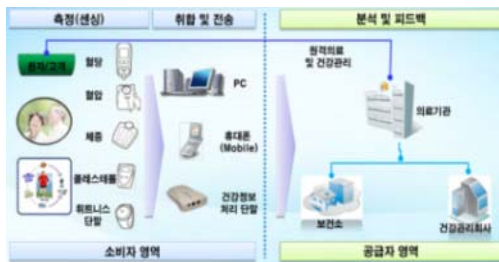 측정(센싱)
취합 및 전송
분석 및 피드백
환자/고객
혈당
혈압
체중
콜레스테롤
휘트니스
단말
PC
휴대폰
(Mobile)
건강정보
처리 단말
원격의료
및 건강관리
의료기관
보건소
건강관리회사
소비자 영역
공급자 영역